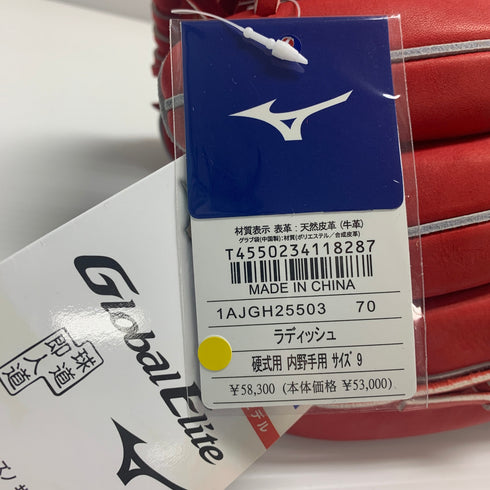 材質表示 表革：天然皮革 (牛革)
グラブ袋(中国製)：材質(ポリエステル／合成皮革)
T4550234118287
MADE IN CHINA
1AJGH25503 70
ラディッシュ
硬式用 内野手用 サイズ 9
¥58,300 (本体価格 ¥53,000)
Global Elite
球道
即人道
デル